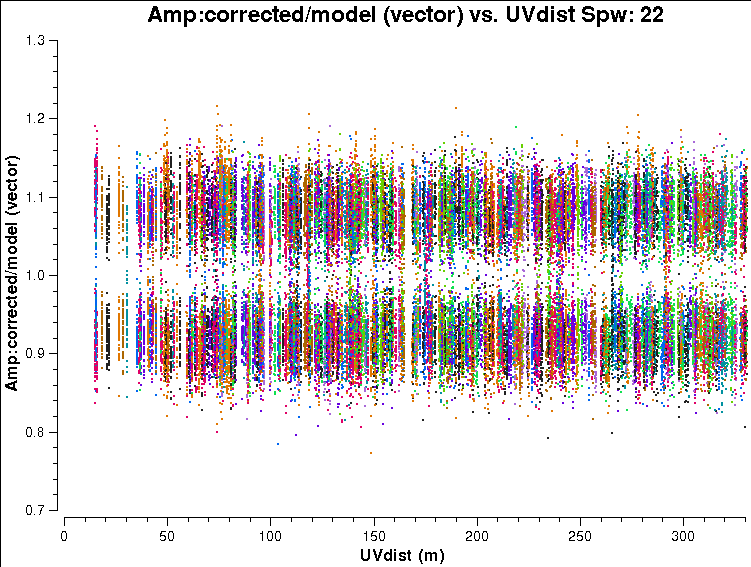 Amp:corrected/model (vector) vs. UVdist Spw: 22
1.3
1.2
1.1
1.0
0.9
0.8
0.7
Amp:corrected/model (vector)
0 50 100 150 200 250 300
UVdist (m)